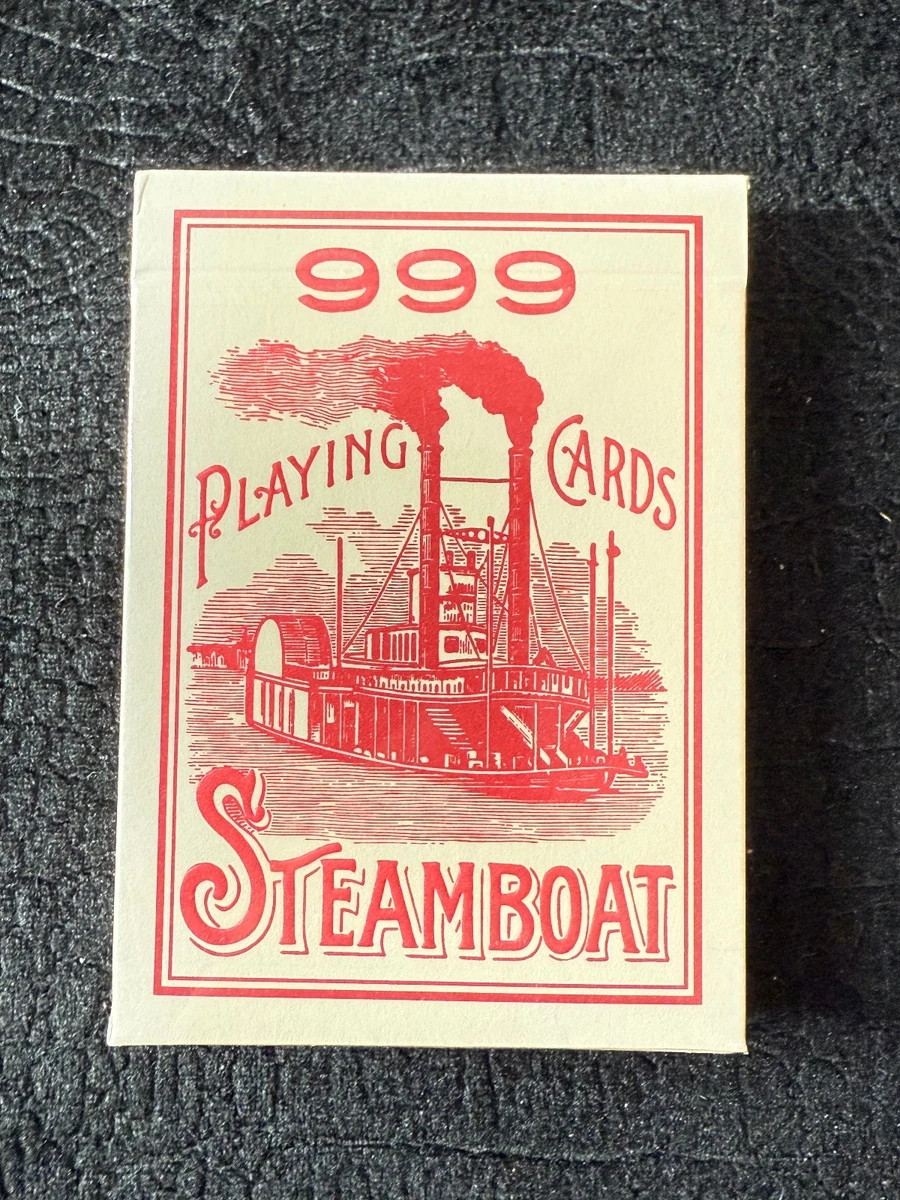 999
PLAYING CARDS
STEAMBOAT